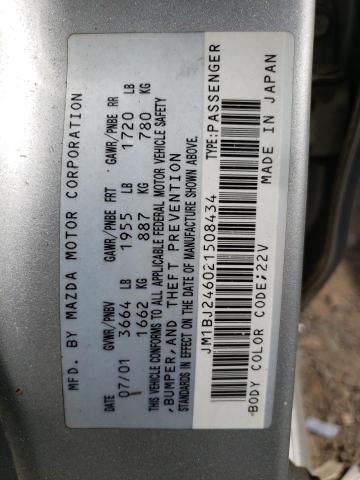 MFD. BY MAZDA MOTOR CORPORATION
DATE GVWR/PNBV GAWR/PNBE FRT GAWR/PNBE RR
07/01 3664 LB 1955 LB 1720 LB
1662 KG 887 KG 780 KG
THIS VEHICLE CONFORMS TO ALL APPLICABLE FEDERAL MOTOR VEHICLE SAFETY
, BUMPER, AND THEFT PREVENTION
STANDARDS IN EFFECT ON THE DATE OF MANUFACTURE SHOWN ABOVE.
JM1BJ246021508434 TYPE:PASSENGER
BODY COLOR CODE:22V MADE IN JAPAN